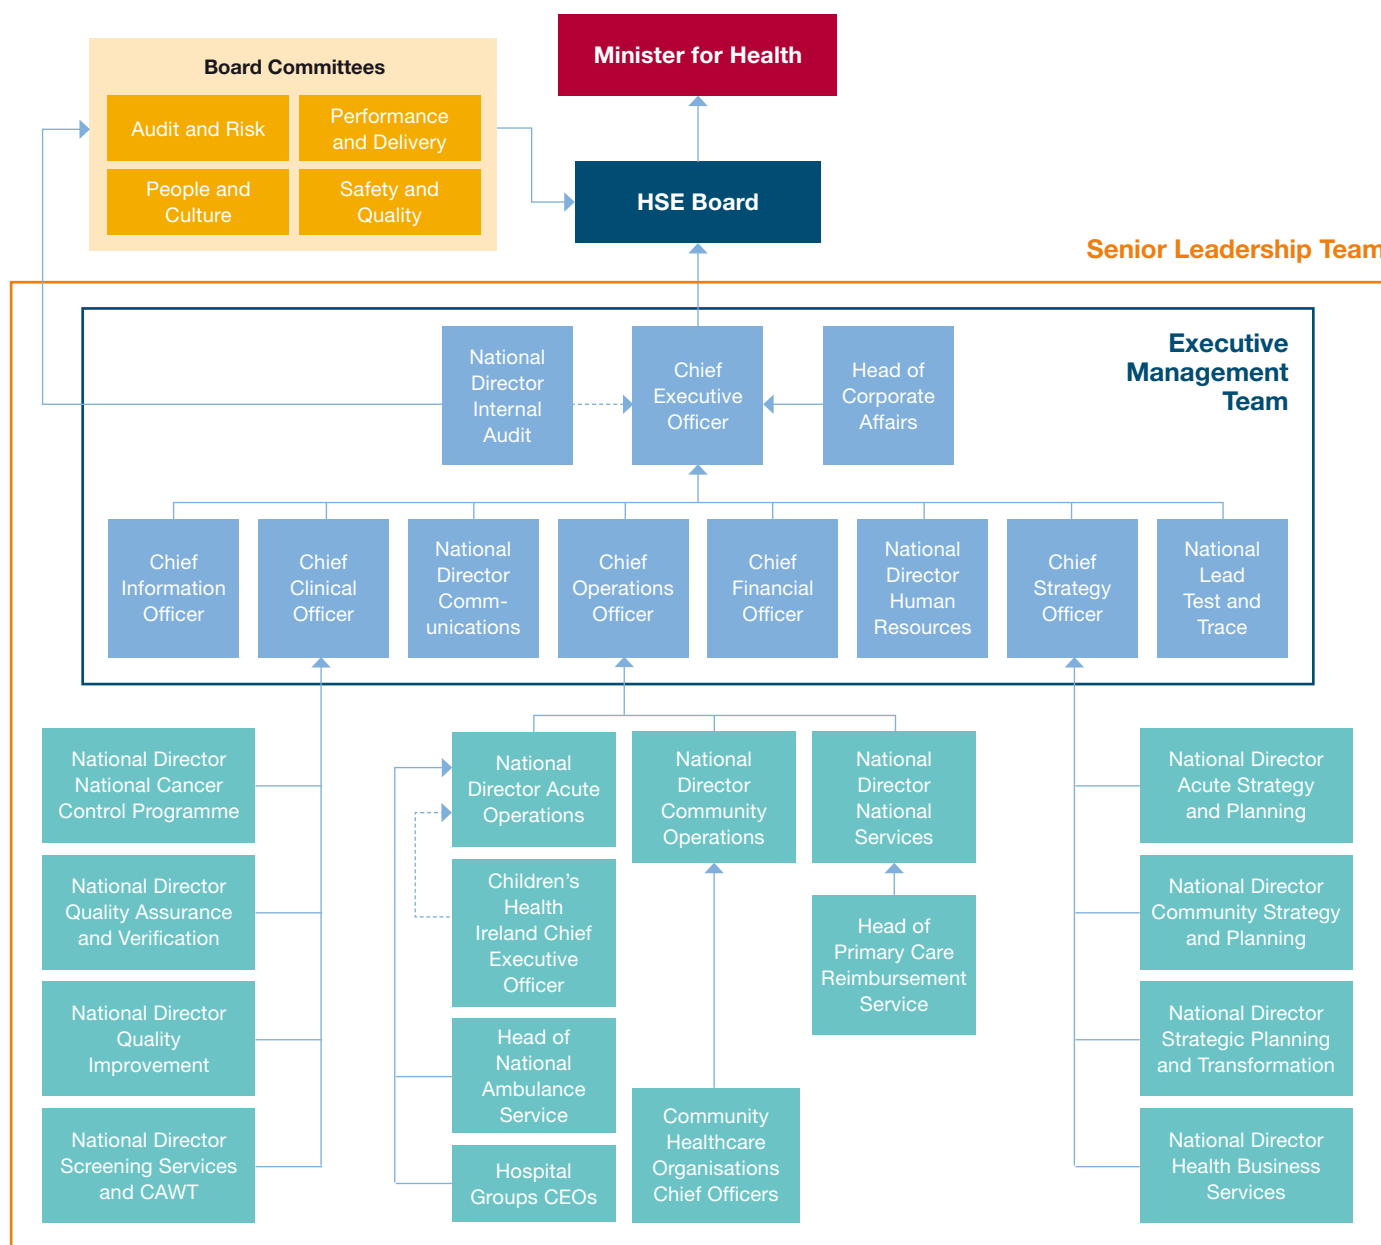 Board Committees
Audit and Risk
Performance
and Delivery
People and
Culture
Safety and
Quality
Minister for Health
HSE Board
Senior Leadership Team
Executive
Management
Team
National
Director
Internal
Audit
Chief
Executive
Officer
Head of
Corporate
Affairs
Chief
Information
Officer
Chief
Clinical
Officer
National
Director
Comm-
unications
Chief
Operations
Officer
Chief
Financial
Officer
National
Director
Human
Resources
Chief
Strategy
Officer
National
Lead
Test and
Trace
National Director
National Cancer
Control Programme
National Director
Quality Assurance
and Verification
National Director
Quality
Improvement
National Director
Screening Services
and CAWT
National
Director Acute
Operations
Children's
Health
Ireland Chief
Executive
Officer
Head of
National
Ambulance
Service
Hospital
Groups CEOs
National
Director
Community
Operations
Community
Healthcare
Organisations
Chief Officers
National
Director
National
Services
Head of
Primary Care
Reimbursement
Service
National Director
Acute Strategy
and Planning
National Director
Community Strategy
and Planning
National Director
Strategic Planning
and Transformation
National Director
Health Business
Services